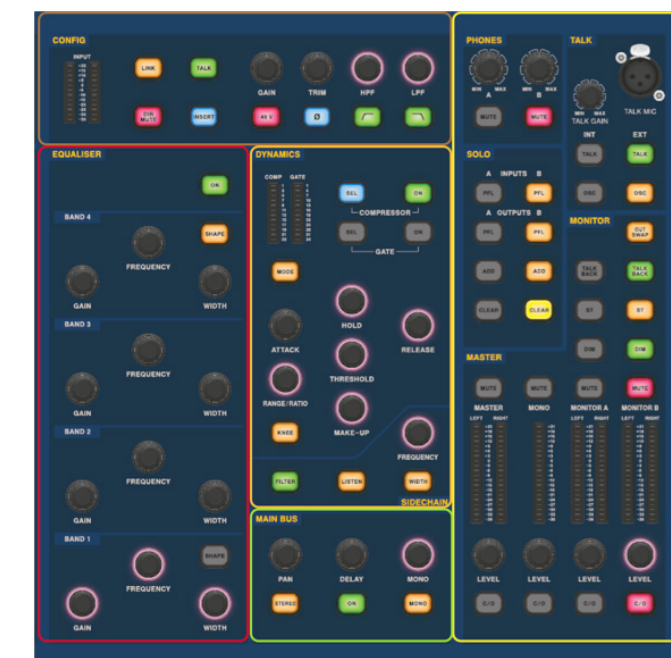 CONFIG
INPUT
LINK
TALK
DIR MUTE
INSERT
GAIN
TRIM
HPF
LPF
48 V
Ø
PHONES
MIN MAX
A
MIN MAX
B
MUTE
MUTE
TALK
MIN MAX
TALK GAIN
TALK MIC
INT
EXT
TALK
TALK
OSC
OSC
SOLO
A INPUTS B
PFL
PFL
A OUTPUTS B
PFL
PFL
ADD
ADD
CLEAR
CLEAR
MONITOR
OUT SWAP
TALK BACK
TALK BACK
ST
ST
DIM
DIM
EQUALISER
ON
BAND 4
SHAPE
FREQUENCY
GAIN
WIDTH
BAND 3
FREQUENCY
GAIN
WIDTH
BAND 2
FREQUENCY
GAIN
WIDTH
BAND 1
SHAPE
FREQUENCY
GAIN
WIDTH
DYNAMICS
COMP GATE
SEL
ON
COMPRESSOR
SEL
ON
GATE
MODE
HOLD
ATTACK
RELEASE
THRESHOLD
RANGE/RATIO
KNEE
MAKE-UP
FREQUENCY
FILTER
LISTEN
WIDTH
SIDECHAIN
MAIN BUS
PAN
DELAY
MONO
STEREO
ON
MONO
MASTER
MUTE
MUTE
MUTE
MUTE
MASTER
MONO
MONITOR A
MONITOR B
LEFT RIGHT
LEFT RIGHT
LEFT RIGHT
LEVEL
LEVEL
LEVEL
LEVEL
C/O
C/O
C/O
C/O